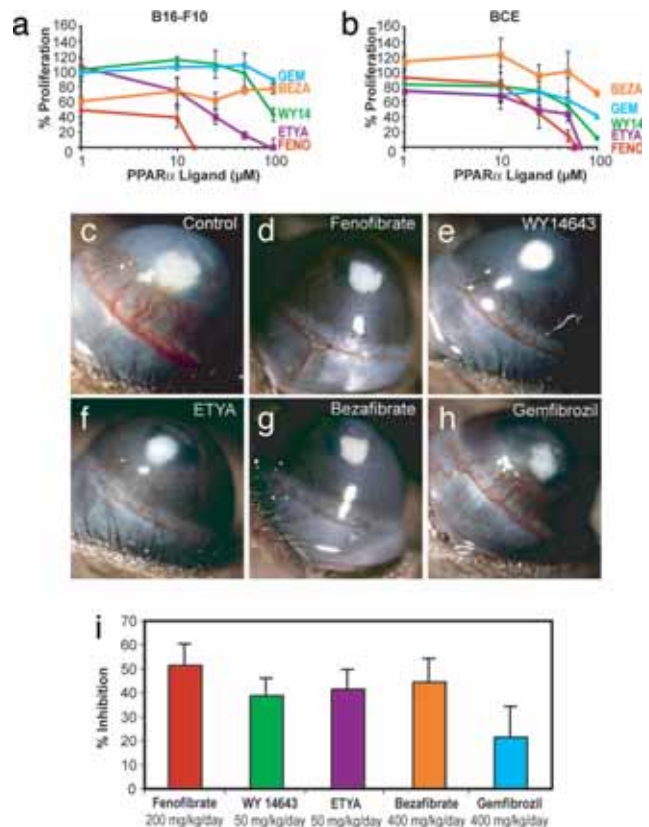 a
B16-F10
% Proliferation
160
140
120
100
80
60
40
20
0
GEM
BEZA
WY14
ETYA
FENO
1
10
100
PPARα Ligand (μM)
b
BCE
% Proliferation
160
140
120
100
80
60
40
20
0
BEZA
GEM
WY14
ETYA
FENO
1
10
100
PPARα Ligand (μM)
c
Control
d
Fenofibrate
e
WY14643
f
ETYA
g
Bezafibrate
h
Gemfibrozil
i
% Inhibition
70
60
50
40
30
20
10
0
Fenofibrate
200 mg/kg/day
WY 14643
50 mg/kg/day
ETYA
50 mg/kg/day
Bezafibrate
400 mg/kg/day
Gemfibrozil
400 mg/kg/day